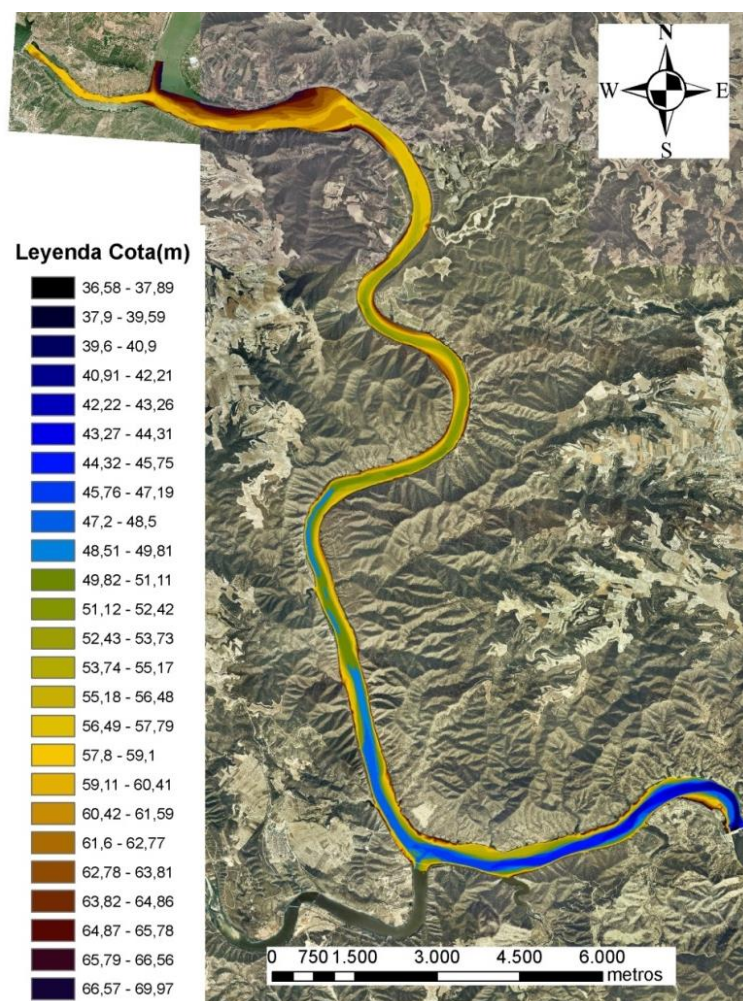 N
W E
S
Leyenda Cota(m)
36,58 - 37,89
37,9 - 39,59
39,6 - 40,9
40,91 - 42,21
42,22 - 43,26
43,27 - 44,31
44,32 - 45,75
45,76 - 47,19
47,2 - 48,5
48,51 - 49,81
49,82 - 51,11
51,12 - 52,42
52,43 - 53,73
53,74 - 55,17
55,18 - 56,48
56,49 - 57,79
57,8 - 59,1
59,11 - 60,41
60,42 - 61,59
61,6 - 62,77
62,78 - 63,81
63,82 - 64,86
64,87 - 65,78
65,79 - 66,56
66,57 - 69,97
0 750 1.500 3.000 4.500 6.000
metros